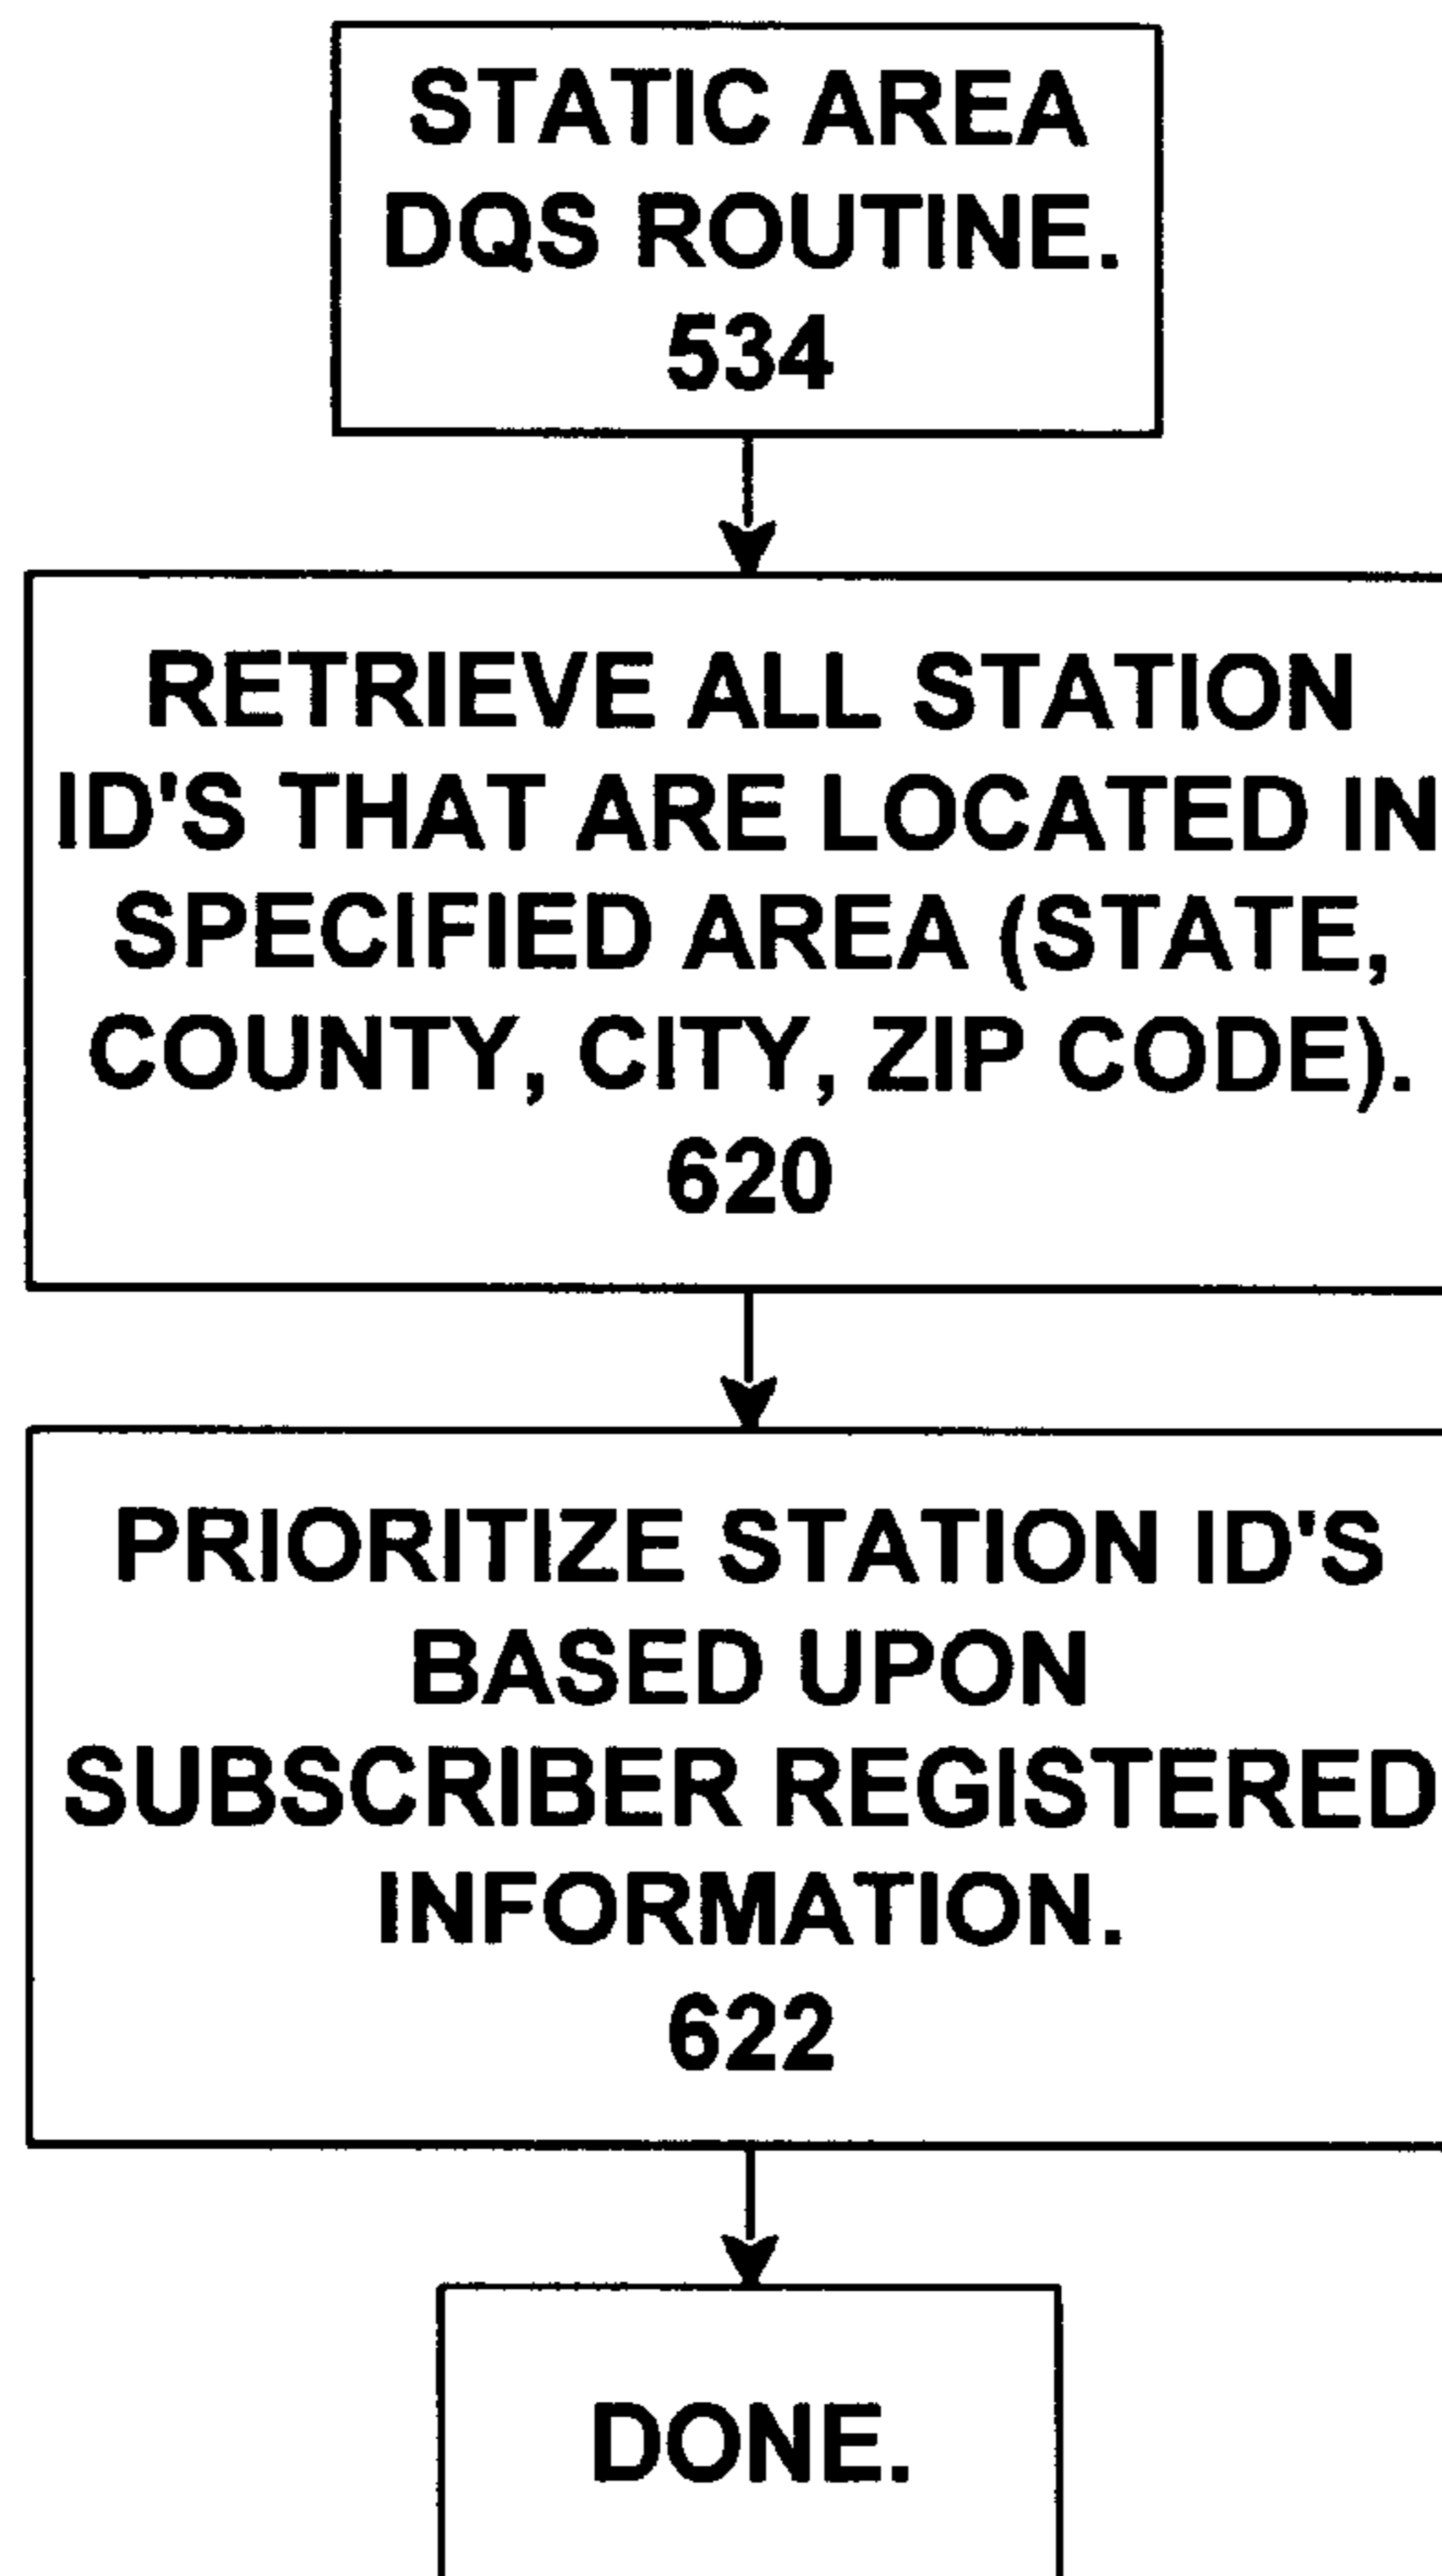 STATIC AREA
DQS ROUTINE.
534
RETRIEVE ALL STATION
ID'S THAT ARE LOCATED IN
SPECIFIED AREA (STATE,
COUNTY, CITY, ZIP CODE).
620
PRIORITIZE STATION ID'S
BASED UPON
SUBSCRIBER REGISTERED
INFORMATION.
622
DONE.